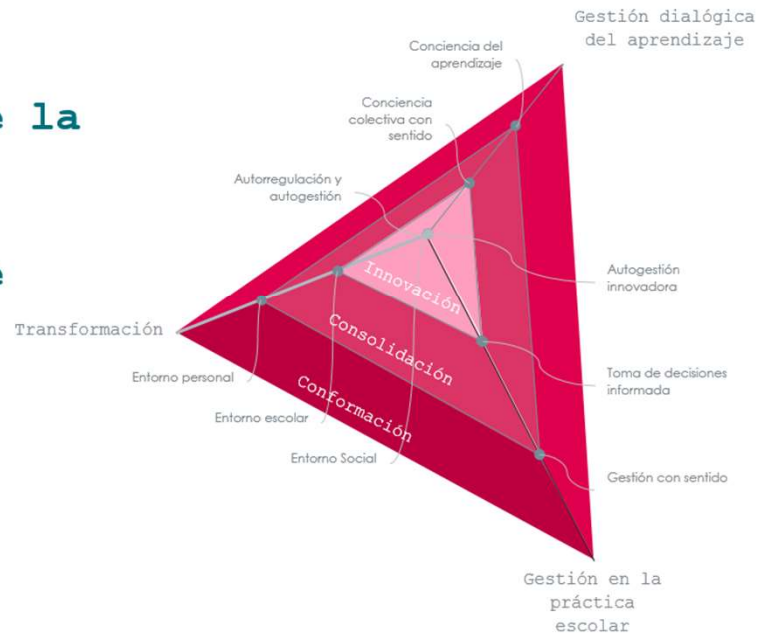 Gestión dialógica
del aprendizaje
Conciencia del
aprendizaje
Conciencia
colectiva con
sentido
la
Autorregulación y
autogestión
Innovación
Autogestión
innovadora
Transformación
Consolidación
Toma de decisiones
informada
Entorno personal
Conformación
Entorno escolar
Entorno Social
Gestión con sentido
Gestión en la
práctica
escolar